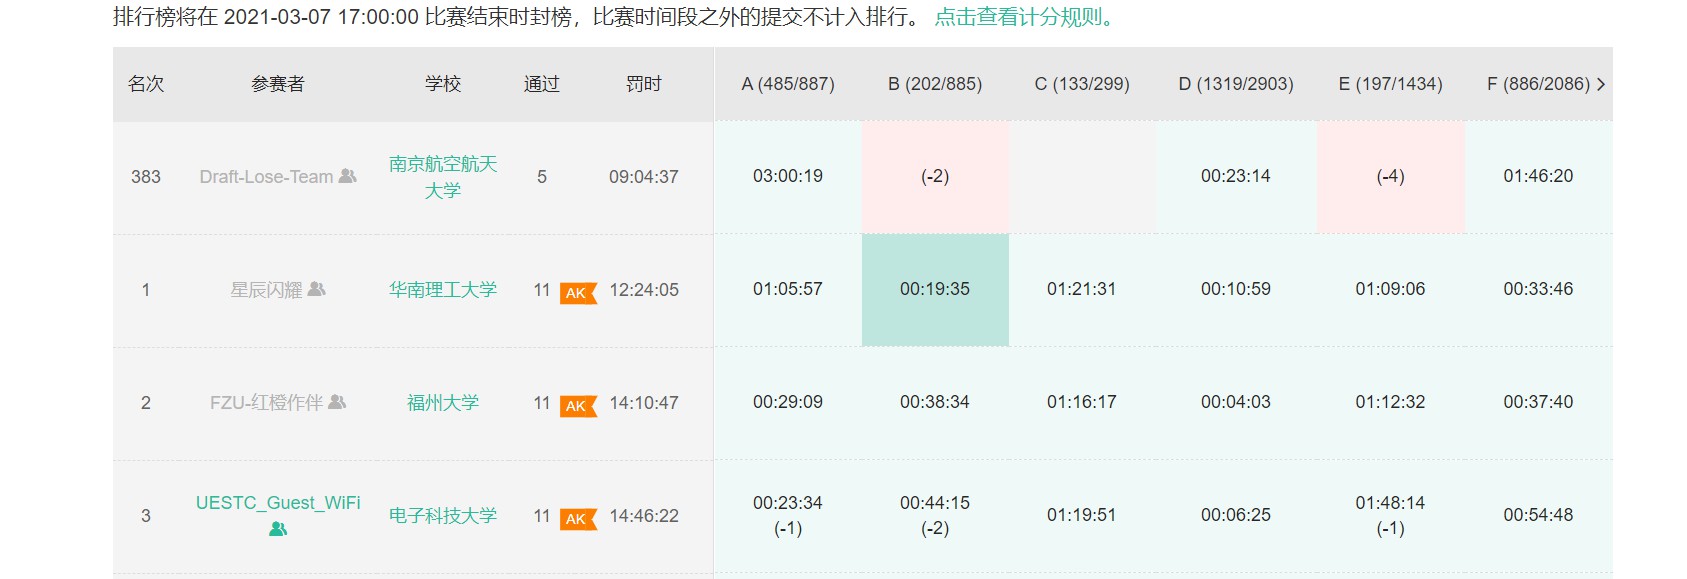 排行榜将在 2021-03-07 17:00:00 比赛结束时封榜，比赛时间段之外的提交不计入排行。 点击查看计分规则。
名次 参赛者 学校 通过 罚时 A (485/887) B (202/885) C (133/299) D (1319/2903) E (197/1434) F (886/2086)
383 Draft-Lose-Team 南京航空航天 5 09:04:37 03:00:19 (-2) 00:23:14 (-4) 01:46:20
大学
1 星辰闪耀 华南理工大学 11 AK 12:24:05 01:05:57 00:19:35 01:21:31 00:10:59 01:09:06 00:33:46
2 FZU-红橙作伴 福州大学 11 AK 14:10:47 00:29:09 00:38:34 01:16:17 00:04:03 01:12:32 00:37:40
3 UESTC_Guest_WiFi 电子科技大学 11 AK 14:46:22 00:23:34 00:44:15 01:19:51 00:06:25 01:48:14 00:54:48
(-1) (-2) (-1)